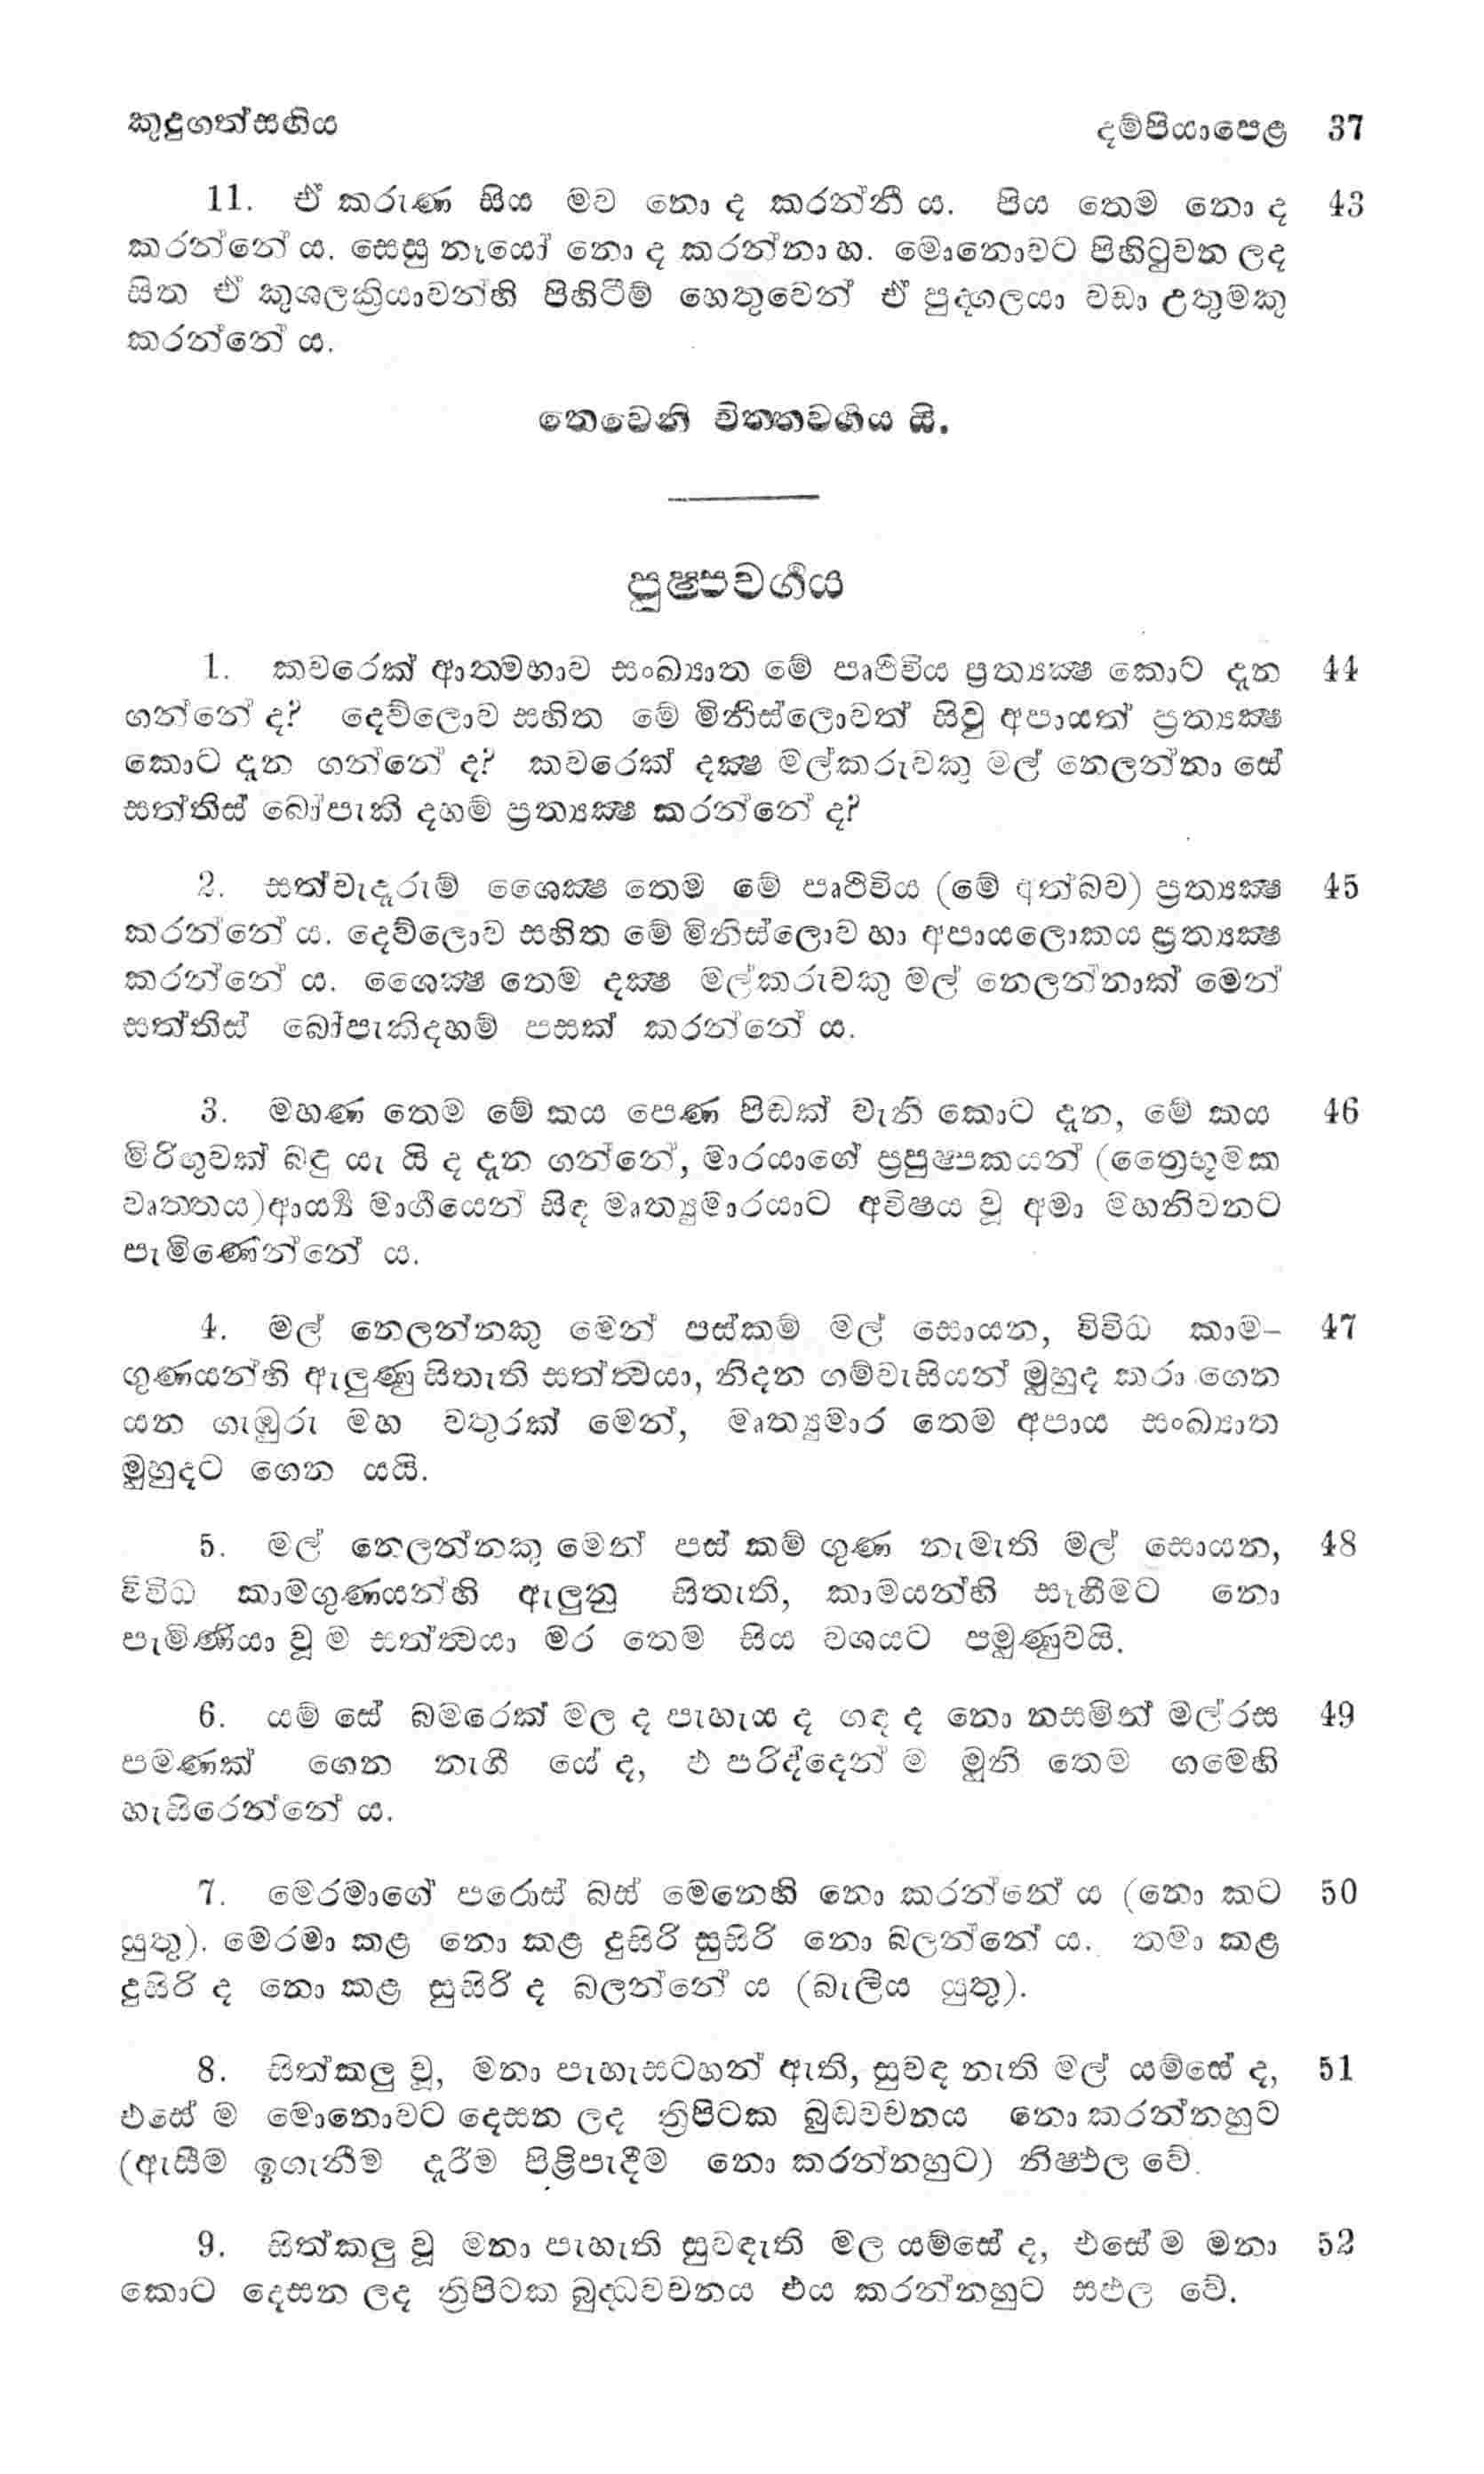 කුදුගත්සඟිය දම්පියාපෙළ 37
11. ඒ කරුණ සිය මව නො ද කරන්නී ය. පිය තෙම නො ද 43
කරන්නේ ය. සෙසු නෑයෝ නො ද කරන්නා හ. මොනොවට පිහිටුවන ලද
සිත ඒ කුශලක්‍රියාවන්හි පිහිටීම් හෙතුවෙන් ඒ පුද්ගලයා වඩා උතුම්කු
කරන්නේ ය.
තෙවෙනි චිත්තවර්ගය යි.
පුෂ්පවර්ගය
1. කවරෙක් ආත්මභාව සංඛ්‍යාත මේ පෘථිවිය ප්‍රත්‍යක්ෂ කොට දැන 44
ගන්නේ ද? දෙව්ලොව සහිත මේ මිනිස්ලොවත් සිවු අපායත් ප්‍රත්‍යක්ෂ
කොට දැන ගන්නේ ද? කවරෙක් දක්ෂ මල්කරුවකු මල් නෙලන්නා සේ
සත්තිස් බෝපැකි දහම් ප්‍රත්‍යක්ෂ කරන්නේ ද?
2. සත්වැදෑරුම් ශෛක්ෂ තෙම මේ පෘථිවිය (මේ අත්බව) ප්‍රත්‍යක්ෂ 45
කරන්නේ ය. දෙව්ලොව සහිත මේ මිනිස්ලොව හා අපායලොකය ප්‍රත්‍යක්ෂ
කරන්නේ ය. ශෛක්ෂ තෙම දක්ෂ මල්කරුවකු මල් නෙලන්නාක් මෙන්
සත්තිස් බෝපැකිදහම් පසක් කරන්නේ ය.
3. මහණ තෙම මේ කය පෙණ පිඩක් වැනි කොට දැන, මේ කය 46
මිරිඟුවක් බඳු යැ යි ද දැන ගන්නේ, මාරයාගේ ප්‍රපුෂ්පකයන් (ත්‍රෛභූමක
වෘත්තය)ආර්‍ය්‍ය මාර්ගයෙන් සිඳ මෘත්‍යුමාරයාට අවිෂය වූ අමා මහනිවනට
පැමිණෙන්නේ ය.
4. මල් නෙලන්නකු මෙන් පස්කම් මල් සොයන, විවිධ කාම- 47
ගුණයන්හි ඇලුණු සිතැති සත්ත්‍වයා, නිදන ගම්වැසියන් මුහුද කරා ගෙන
යන ගැඹුරු මහ වතුරක් මෙන්, මෘත්‍යුමාර තෙම අපාය සංඛ්‍යාත
මුහුදට ගෙන යයි.
5. මල් නෙලන්නකු මෙන් පස් කම් ගුණ නැමැති මල් සොයන, 48
විවිධ කාමගුණයන්හි ඇලුනු සිතැති, කාමයන්හි සෑහීමට නො
පැමිණියා වූ ම සත්ත්‍වයා මර තෙම සිය වශයට පමුණුවයි.
6. යම් සේ බමරෙක් මල ද පැහැය ද ගඳ ද නො නසමින් මල්රස 49
පමණක් ගෙන නැගී යේ ද, එ පරිද්දෙන් ම මුනි තෙම ගමෙහි
හැසිරෙන්නේ ය.
7. මෙරමාගේ පරොස් බස් මෙනෙහි නො කරන්නේ ය (නො කට 50
යුතු). මෙරමා කළ නො කළ දුසිරි සුසිරි නො බලන්නේ ය. තමා කළ
දුසිරි ද නො කළ සුසිරි ද බලන්නේ ය (බැලිය යුතු).
8. සිත්කලු වූ, මනා පැහැසටහන් ඇති, සුවඳ නැති මල් යම්සේ ද, 51
එසේ ම මොනොවට දෙසන ලද ත්‍රිපිටක බුද්ධවචනය නො කරන්නහුට
(ඇසීම ඉගැනීම දැරීම පිළිපැදීම නො කරන්නහුට) නිෂ්ඵල වේ.
9. සිත්කලු වූ මනා පැහැති සුවඳැති මල යම්සේ ද, එසේ ම මනා 52
කොට දෙසන ලද ත්‍රිපිටක බුද්ධවචනය එය කරන්නහුට සඵල වේ.